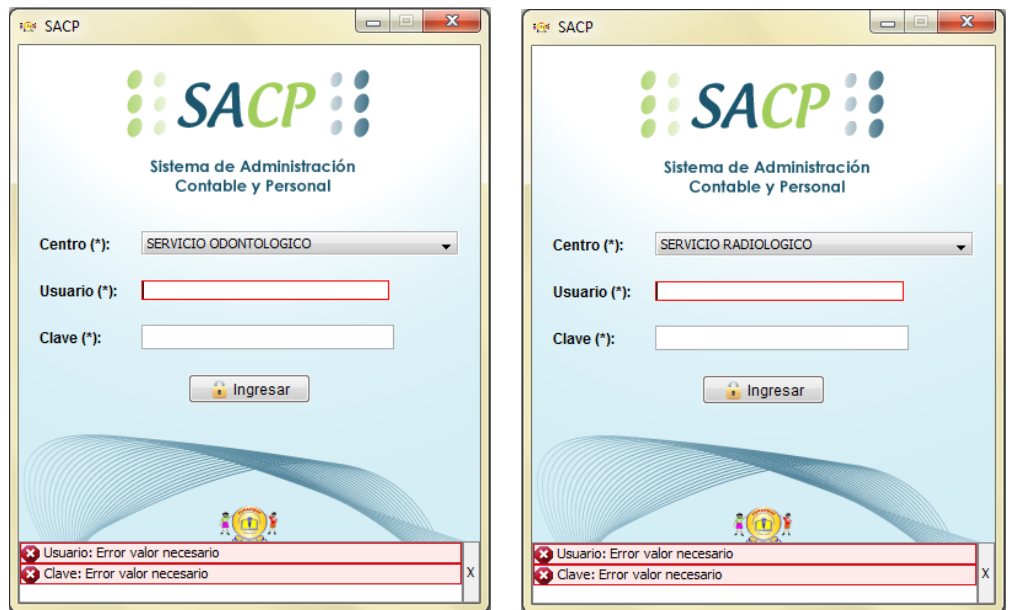 SACP
SACP
Sistema de Administración
Contable y Personal
Centro (*):
SERVICIO ODONTOLOGICO
Usuario (*):
Clave (*):
Ingresar
Usuario: Error valor necesario
Clave: Error valor necesario
X
SACP
SACP
Sistema de Administración
Contable y Personal
Centro (*):
SERVICIO RADIOLOGICO
Usuario (*):
Clave (*):
Ingresar
Usuario: Error valor necesario
Clave: Error valor necesario
X